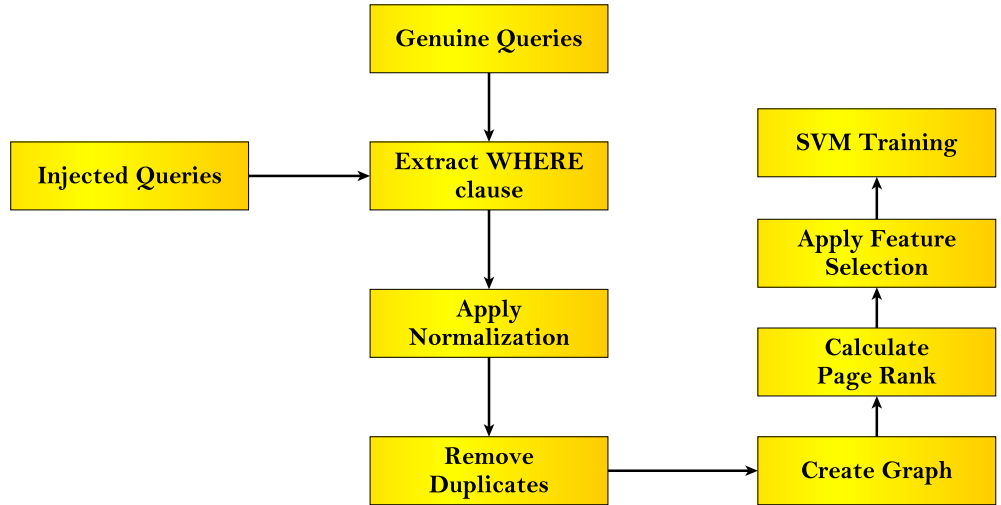 Genuine Queries
Injected Queries
Extract WHERE
clause
SVM Training
Apply Feature
Selection
Apply
Normalization
Calculate
Page Rank
Remove
Duplicates
Create Graph